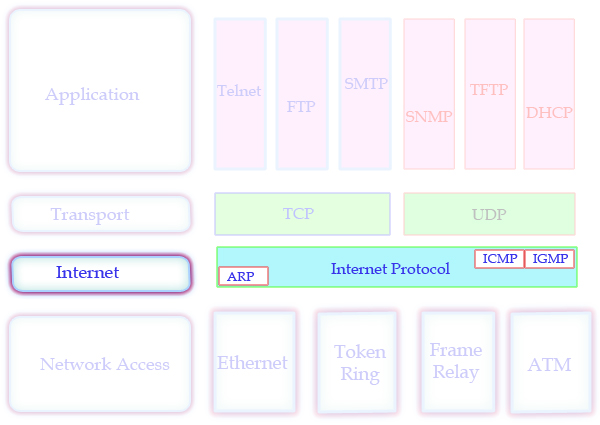 Application
Telnet
FTP
SMTP
SNMP
TFTP
DHCP
Transport
TCP
UDP
Internet
ARP
Internet Protocol
ICMP
IGMP
Network Access
Ethernet
Token
Ring
Frame
Relay
ATM